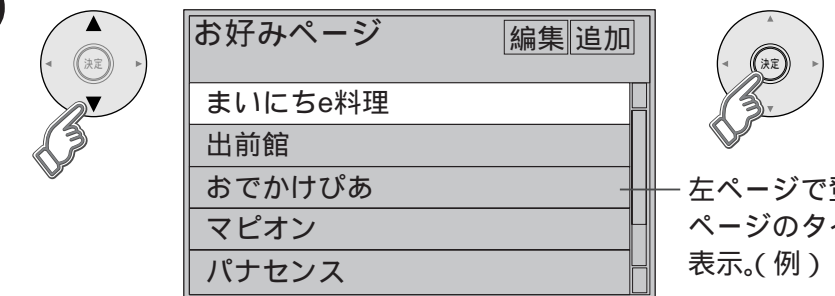 決定
お好みページ
編集 追加
まいにちe料理
出前館
おでかけぴあ
マピオン
パナセンス
決定
左ページで
ページのタ
表示。(例)